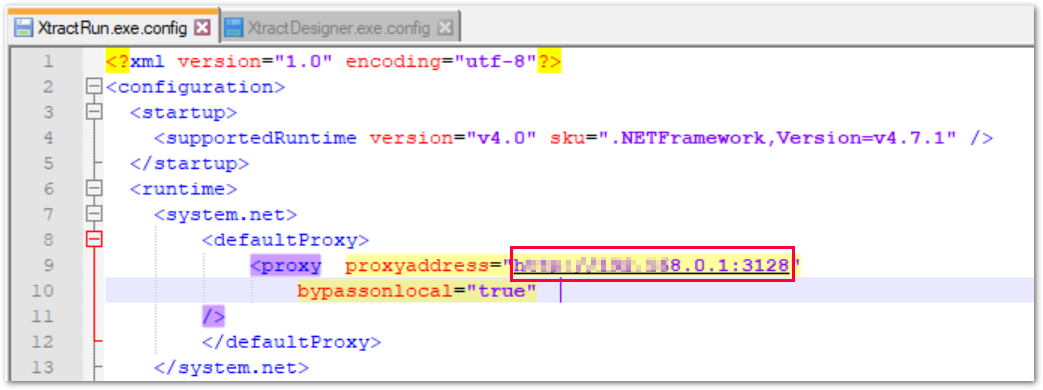 XtractRun.exe.config XtractDesigner.exe.config
1 <?xml version="1.0" encoding="utf-8"?>
2 <configuration>
3 <startup>
4 <supportedRuntime version="v4.0" sku=".NETFramework,Version=v4.7.1" />
5 </startup>
6 <runtime>
7 <system.net>
8 <defaultProxy>
9 <proxy proxyaddress="h 8.0.1:3128"
10 bypassonlocal="true"
11 />
12 </defaultProxy>
13 </system.net>